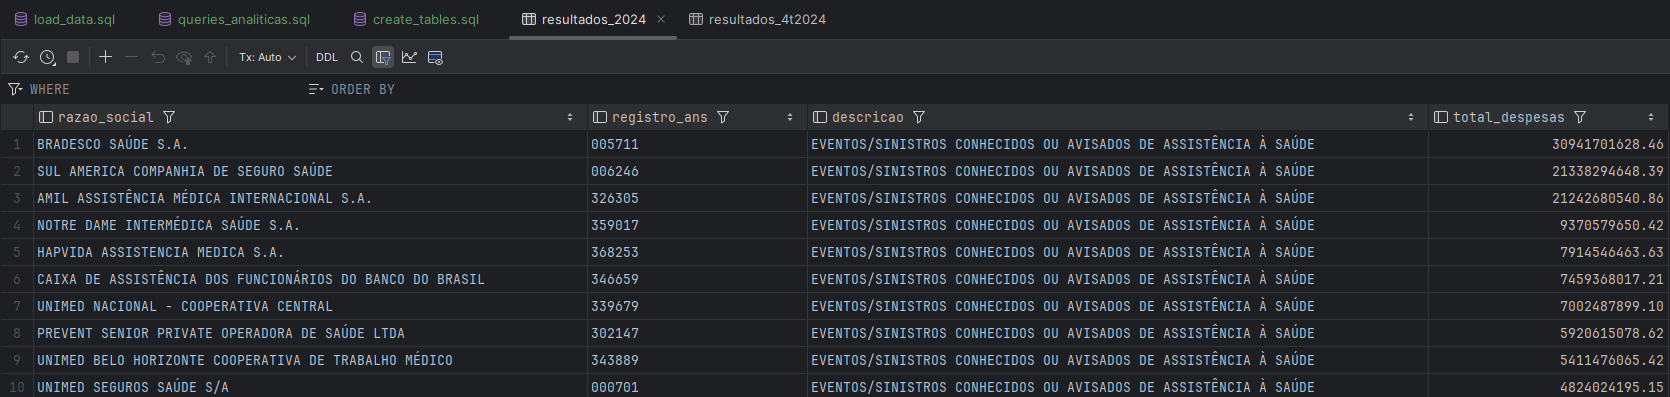 load_data.sql queries_analiticas.sql create_tables.sql resultados_2024 resultados_4t2024
Tx: Auto DDL
WHERE ORDER BY
razao_social registro_ans descricao total_despesas
1 BRADESCO SAÚDE S.A. 005711 EVENTOS/SINISTROS CONHECIDOS OU AVISADOS DE ASSISTÊNCIA À SAÚDE 30941701628.46
2 SUL AMERICA COMPANHIA DE SEGURO SAÚDE 006246 EVENTOS/SINISTROS CONHECIDOS OU AVISADOS DE ASSISTÊNCIA À SAÚDE 21338294648.39
3 AMIL ASSISTÊNCIA MÉDICA INTERNACIONAL S.A. 326305 EVENTOS/SINISTROS CONHECIDOS OU AVISADOS DE ASSISTÊNCIA À SAÚDE 21242680540.86
4 NOTRE DAME INTERMÉDICA SAÚDE S.A. 359017 EVENTOS/SINISTROS CONHECIDOS OU AVISADOS DE ASSISTÊNCIA À SAÚDE 9370579650.42
5 HAPVIDA ASSISTENCIA MEDICA S.A. 368253 EVENTOS/SINISTROS CONHECIDOS OU AVISADOS DE ASSISTÊNCIA À SAÚDE 7914546463.63
6 CAIXA DE ASSISTÊNCIA DOS FUNCIONÁRIOS DO BANCO DO BRASIL 346659 EVENTOS/SINISTROS CONHECIDOS OU AVISADOS DE ASSISTÊNCIA À SAÚDE 7459368017.21
7 UNIMED NACIONAL - COOPERATIVA CENTRAL 339679 EVENTOS/SINISTROS CONHECIDOS OU AVISADOS DE ASSISTÊNCIA À SAÚDE 7002487899.10
8 PREVENT SENIOR PRIVATE OPERADORA DE SAÚDE LTDA 302147 EVENTOS/SINISTROS CONHECIDOS OU AVISADOS DE ASSISTÊNCIA À SAÚDE 5920615078.62
9 UNIMED BELO HORIZONTE COOPERATIVA DE TRABALHO MÉDICO 343889 EVENTOS/SINISTROS CONHECIDOS OU AVISADOS DE ASSISTÊNCIA À SAÚDE 5411476065.42
10 UNIMED SEGUROS SAÚDE S/A 000701 EVENTOS/SINISTROS CONHECIDOS OU AVISADOS DE ASSISTÊNCIA À SAÚDE 4824024195.15